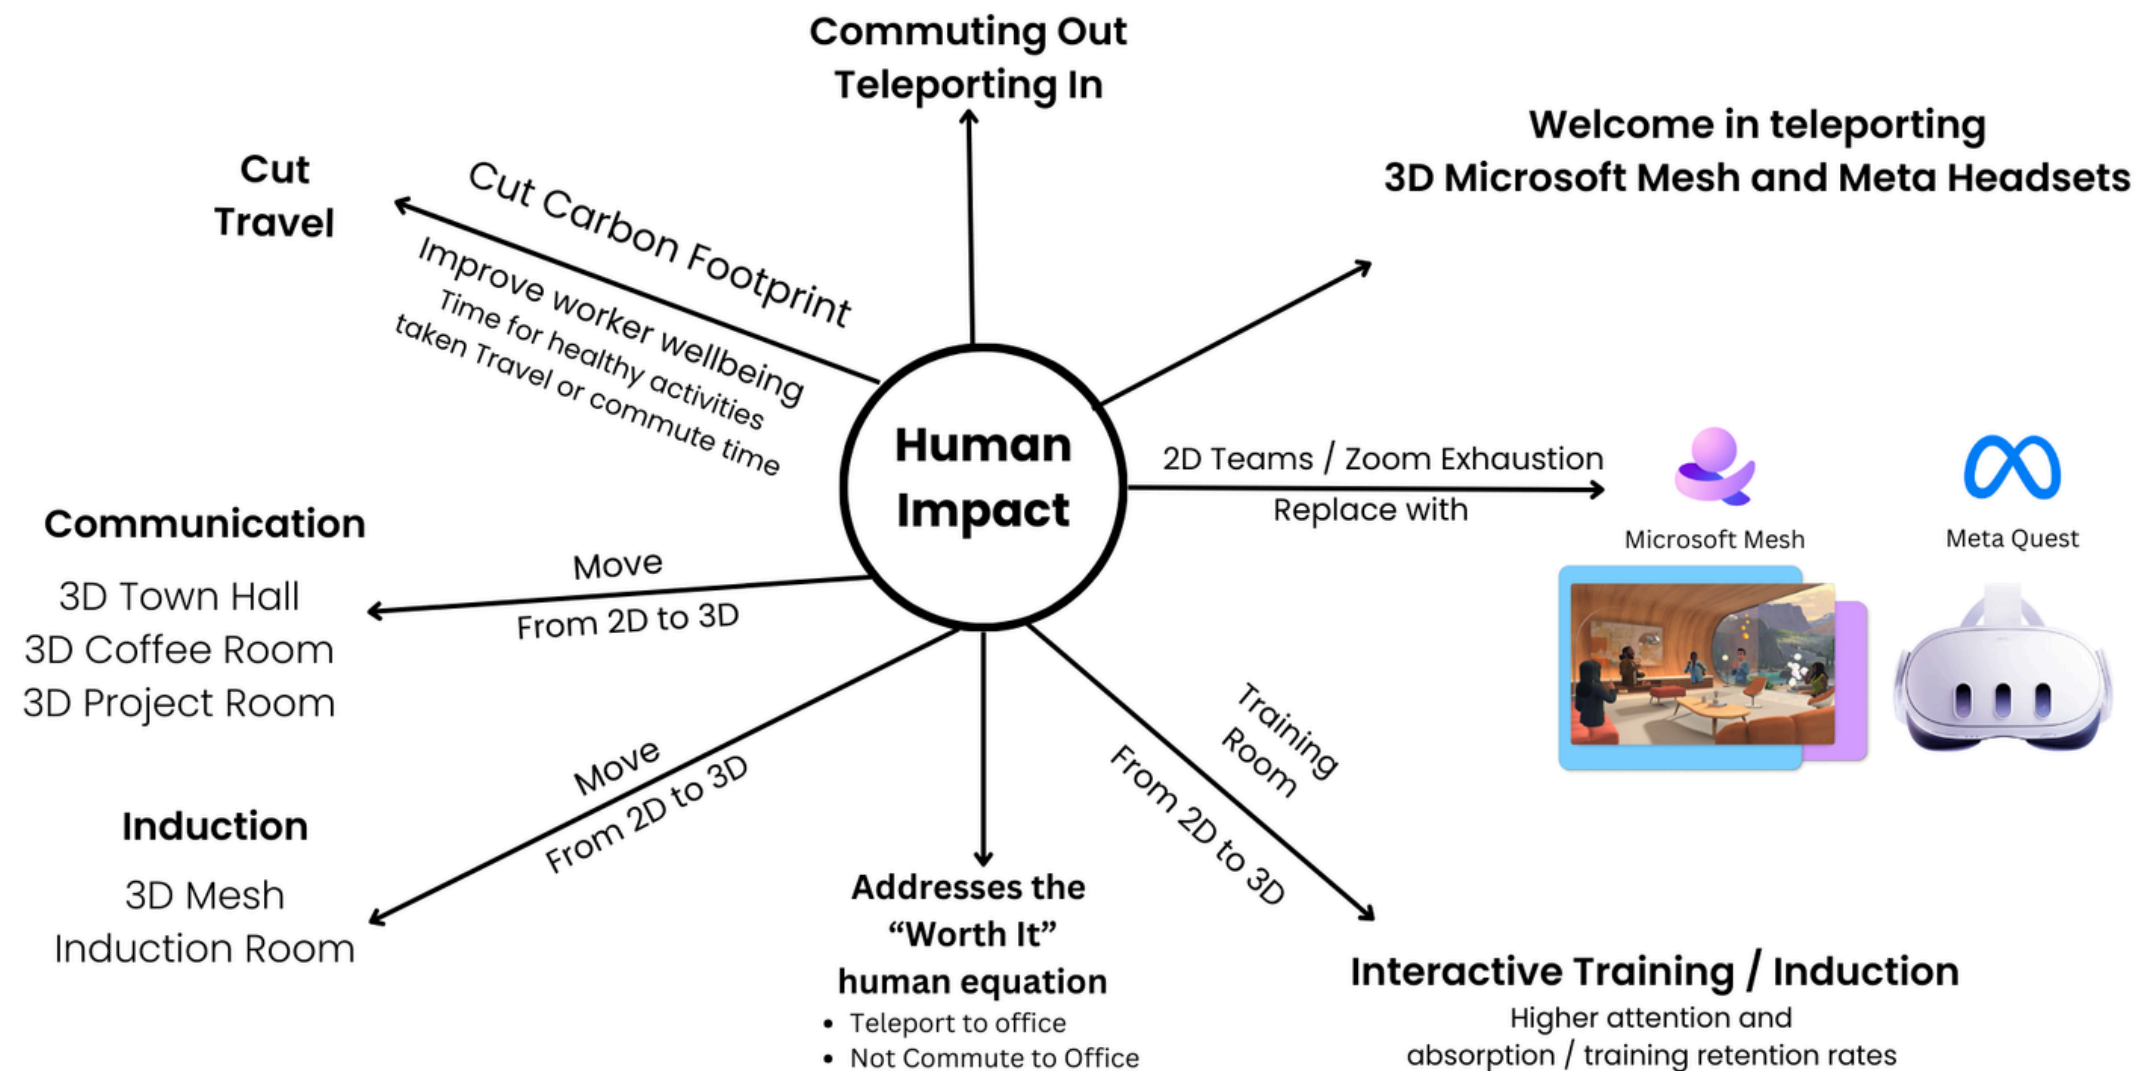 Commuting Out
Teleporting In
Welcome in teleporting
3D Microsoft Mesh and Meta Headsets
Cut
Travel
Cut Carbon Footprint
Improve worker wellbeing
Time for healthy activities
taken Travel or commute time
Human
Impact
2D Teams / Zoom Exhaustion
Replace with
Microsoft Mesh
Meta Quest
Communication
3D Town Hall
3D Coffee Room
3D Project Room
Move
From 2D to 3D
Induction
3D Mesh
Induction Room
Move
From 2D to 3D
Addresses the
“Worth It”
human equation
• Teleport to office
• Not Commute to Office
Training
Room
From 2D to 3D
Interactive Training / Induction
Higher attention and
absorption / training retention rates